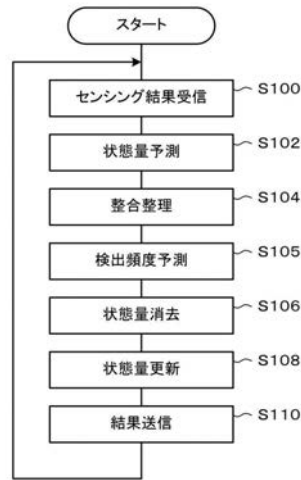 スタート
センシング結果受信 S100
状態量予測 S102
整合整理 S104
検出頻度予測 S105
状態量消去 S106
状態量更新 S108
結果送信 S110